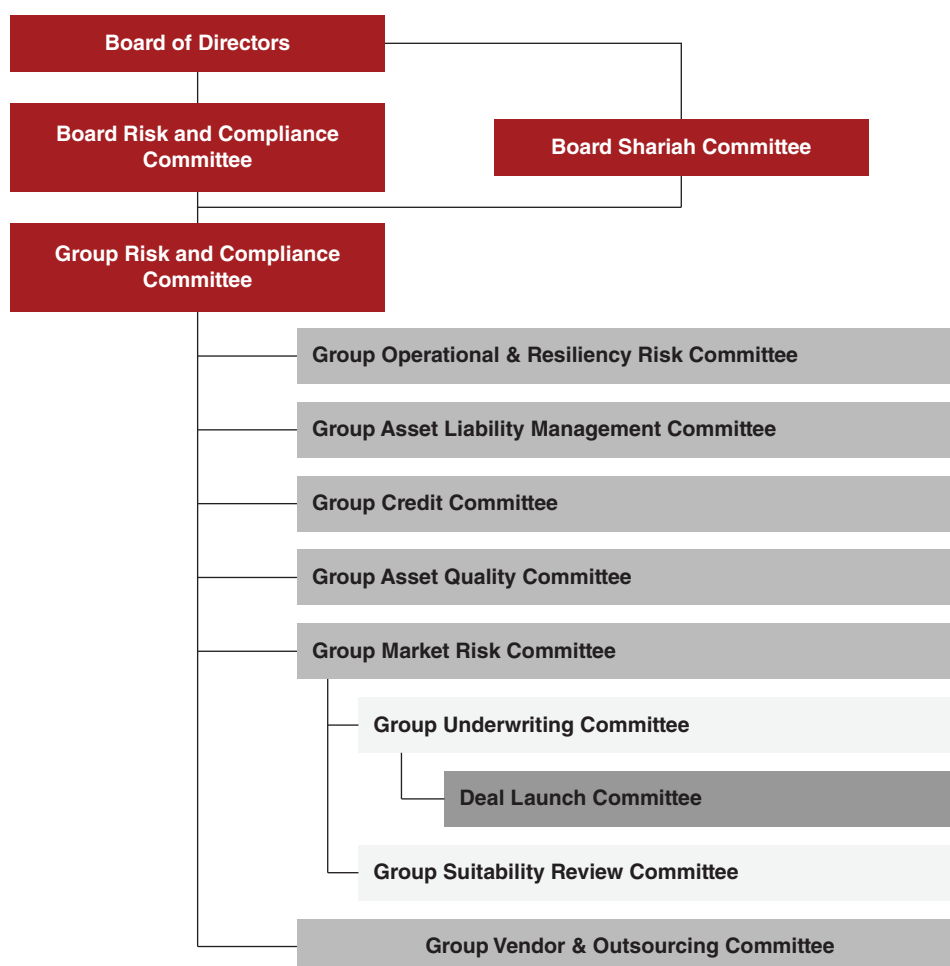 Board of Directors
Board Risk and Compliance
Committee
Board Shariah Committee
Group Risk and Compliance
Committee
Group Operational & Resiliency Risk Committee
Group Asset Liability Management Committee
Group Credit Committee
Group Asset Quality Committee
Group Market Risk Committee
Group Underwriting Committee
Deal Launch Committee
Group Suitability Review Committee
Group Vendor & Outsourcing Committee